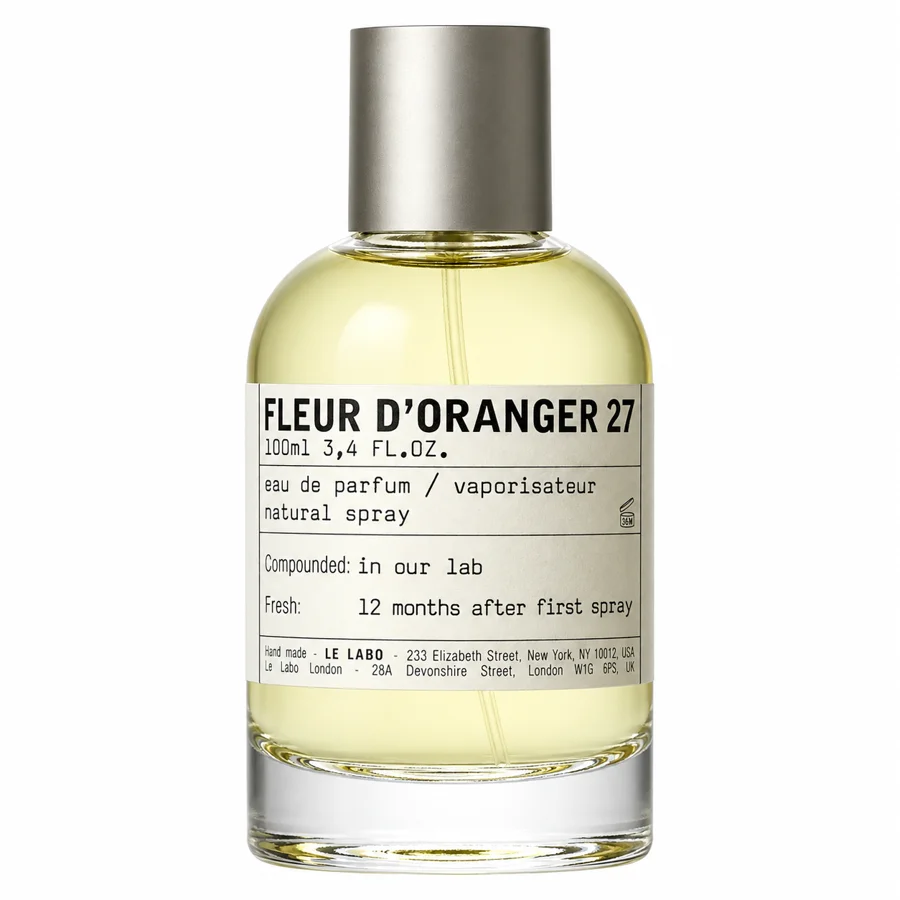 FLEUR D'ORANGER 27
100ml 3,4 FL.OZ.
eau de parfum / vaporisateur
natural spray
36M
Compounded: in our lab
Fresh: 12 months after first spray
Hand made - LE LABO - 233 Elizabeth Street, New York, NY 10012, USA
Le Labo London - 28A Devonshire Street, London W1G 6PS, UK